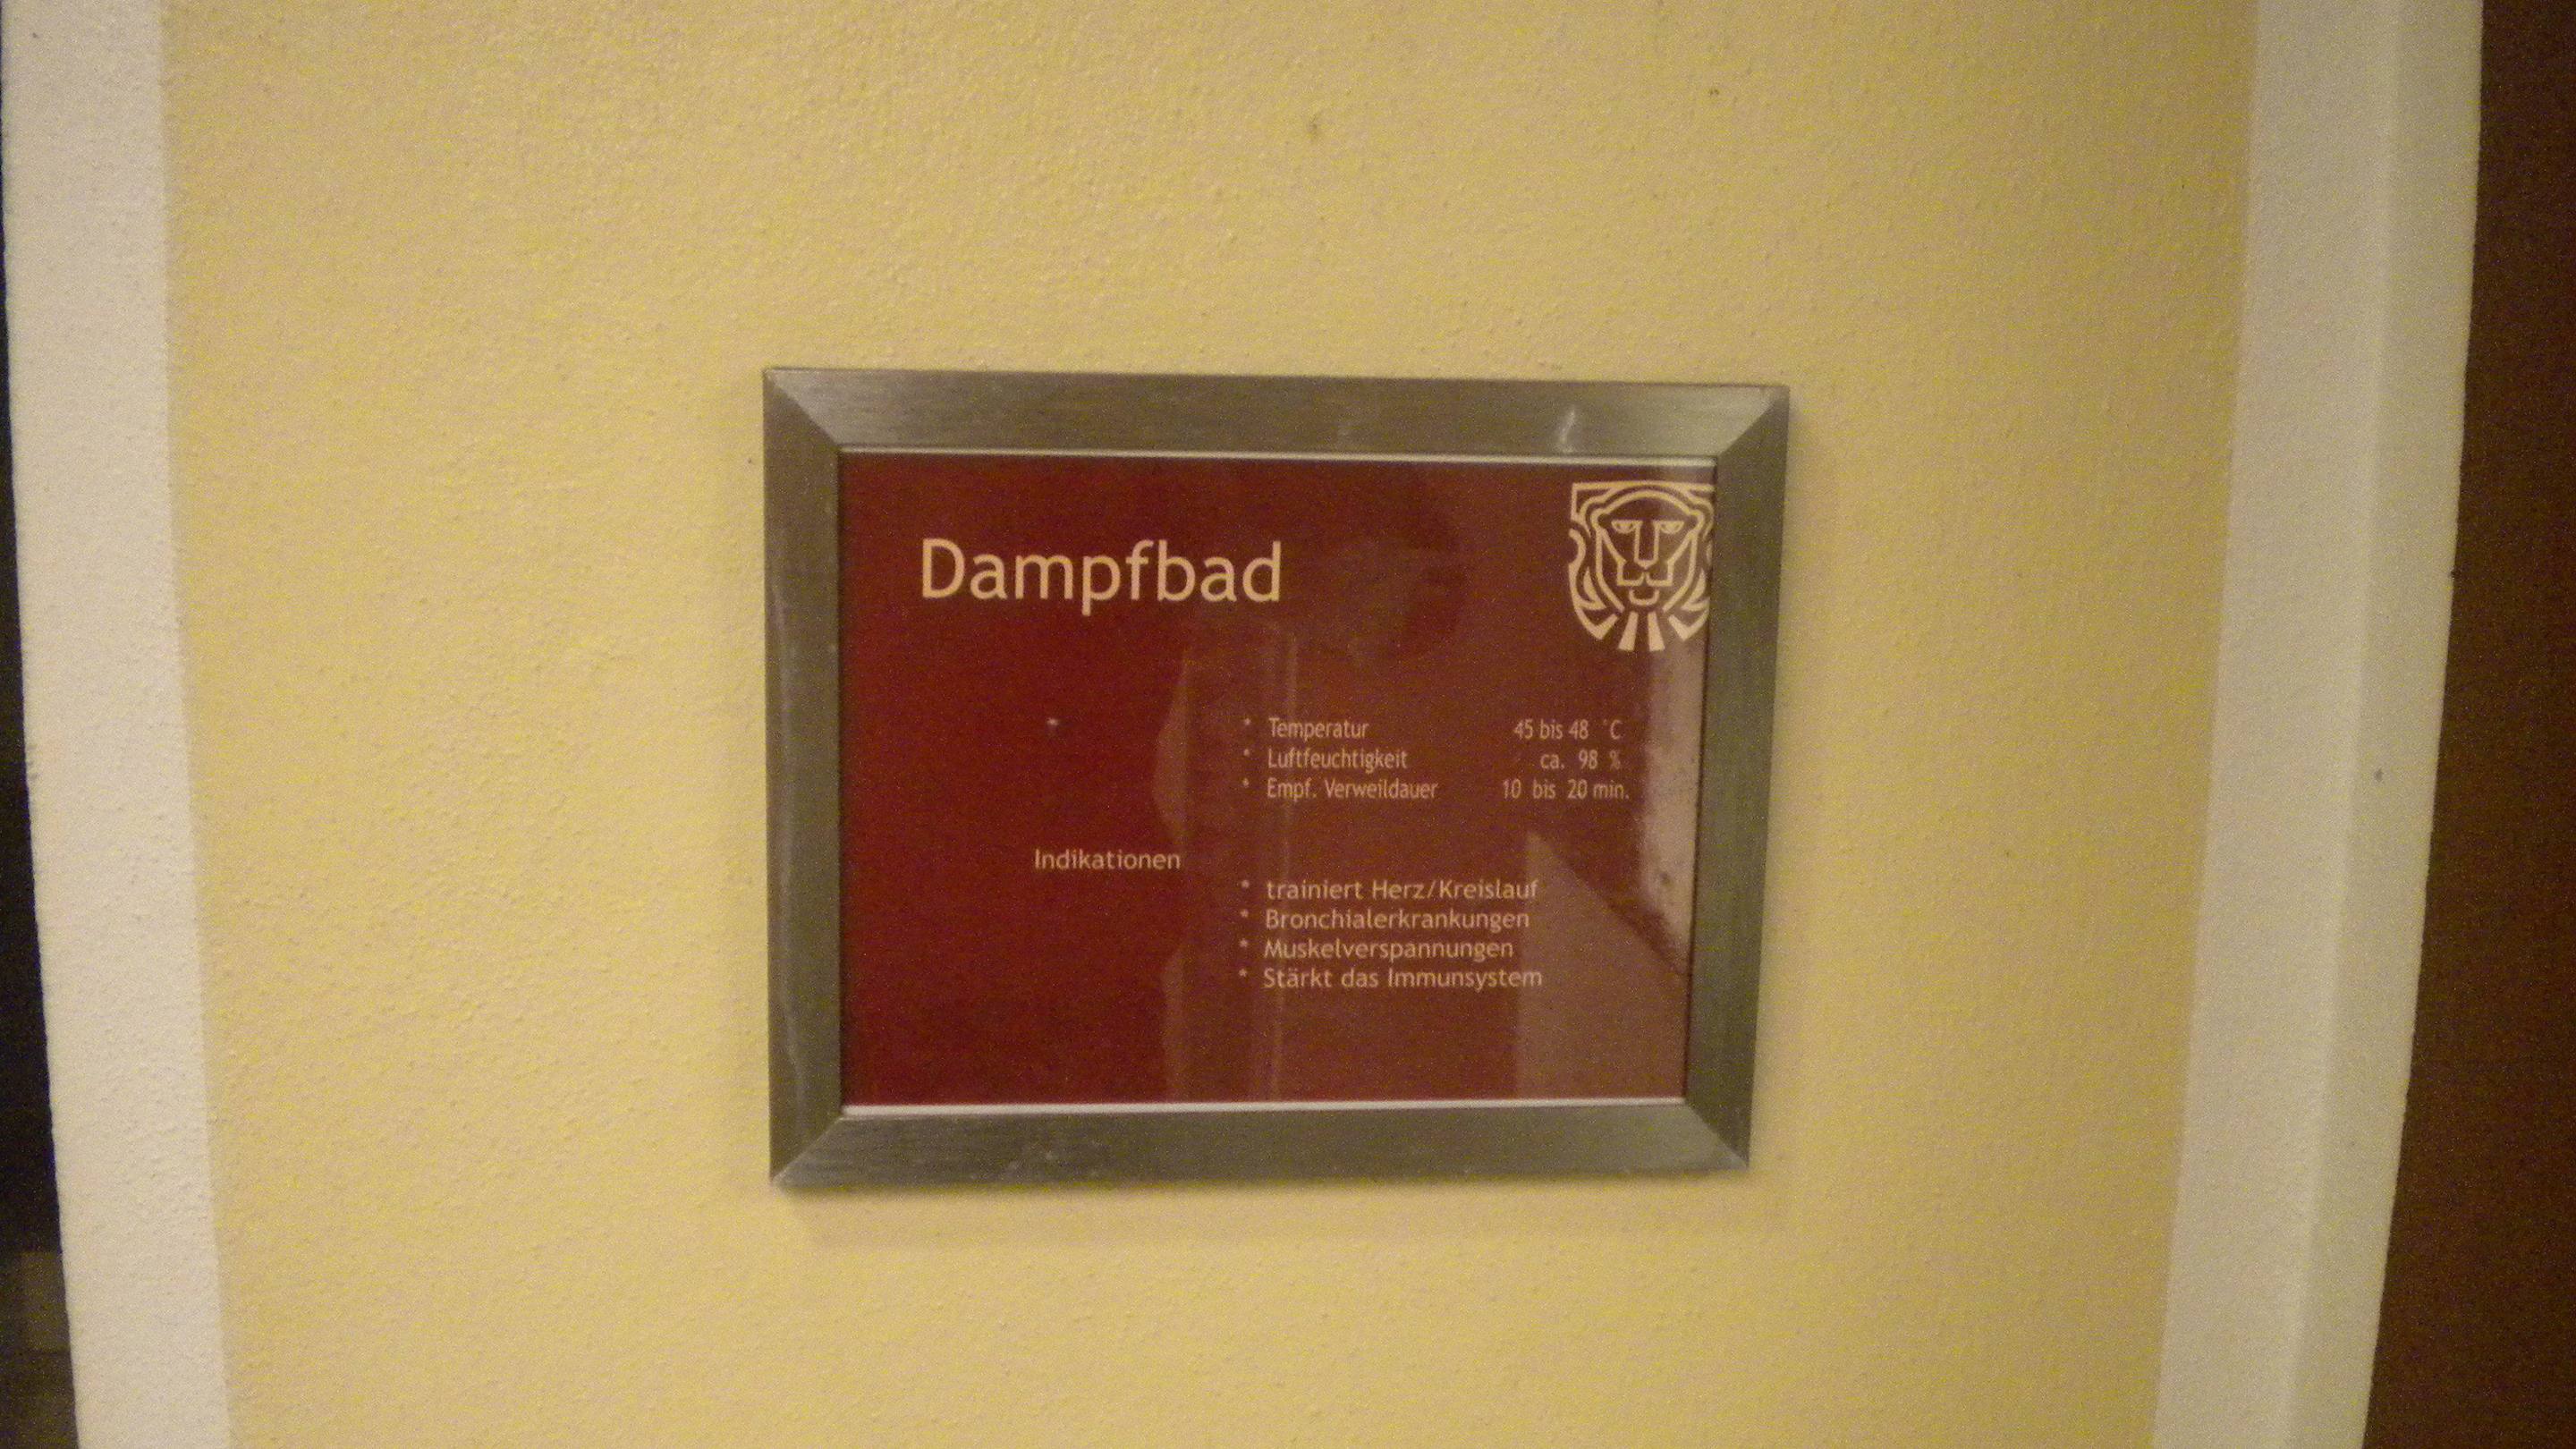 Dampfbad
* Temperatur 45 bis 48 °C
* Luftfeuchtigkeit ca. 98 %
* Empf. Verweildauer 10 bis 20 min.
Indikationen
* trainiert Herz/Kreislauf
* Bronchialerkrankungen
* Muskelverspannungen
* Stärkt das Immunsystem